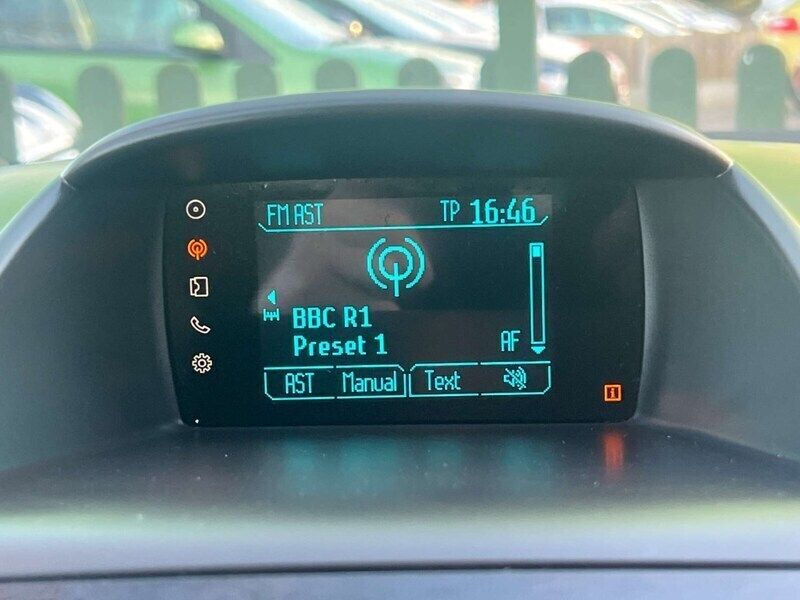 FM AST TP 16:46
BBC R1
Preset 1 AF
AST Manual Text
i